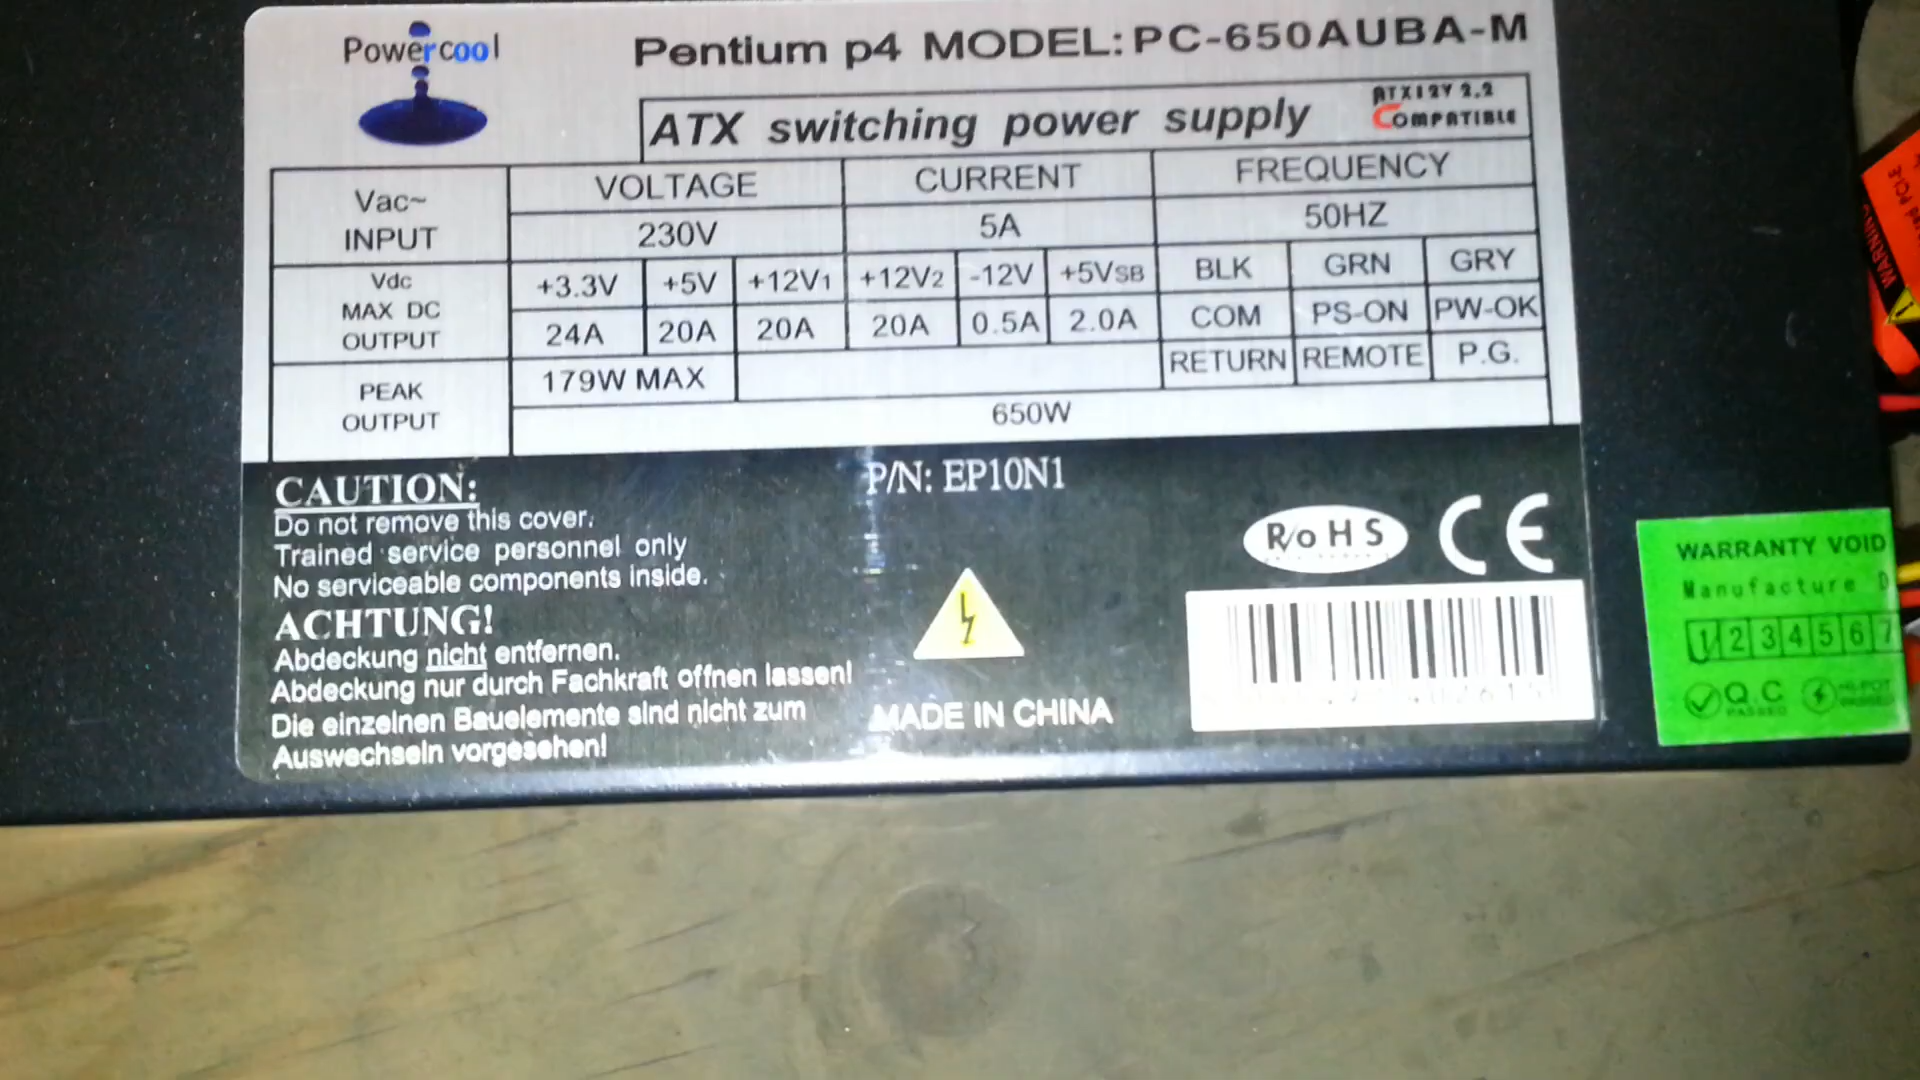 Powercool
Pentium p4 MODEL: PC-650AUBA-M
ATX switching power supply
ATX12V 2.2
COMPATIBLE
Vac~
INPUT
VOLTAGE CURRENT FREQUENCY
230V 5A 50HZ
Vdc
MAX DC
OUTPUT
+3.3V +5V +12V1 +12V2 -12V +5VSB BLK GRN GRY
24A 20A 20A 20A 0.5A 2.0A COM PS-ON PW-OK
RETURN REMOTE P.G.
PEAK
OUTPUT
179W MAX
650W
CAUTION:
Do not remove this cover.
Trained service personnel only
No serviceable components inside.
ACHTUNG!
Abdeckung nicht entfernen.
Abdeckung nur durch Fachkraft offnen lassen!
Die einzelnen Bauelemente sind nicht zum
Auswechseln vorgesehen!
P/N: EP10N1
MADE IN CHINA
RoHS CE
WARRANTY VOID
Manufacture D
1 2 3 4 5 6 7
Q.C
PASSED
WARNING